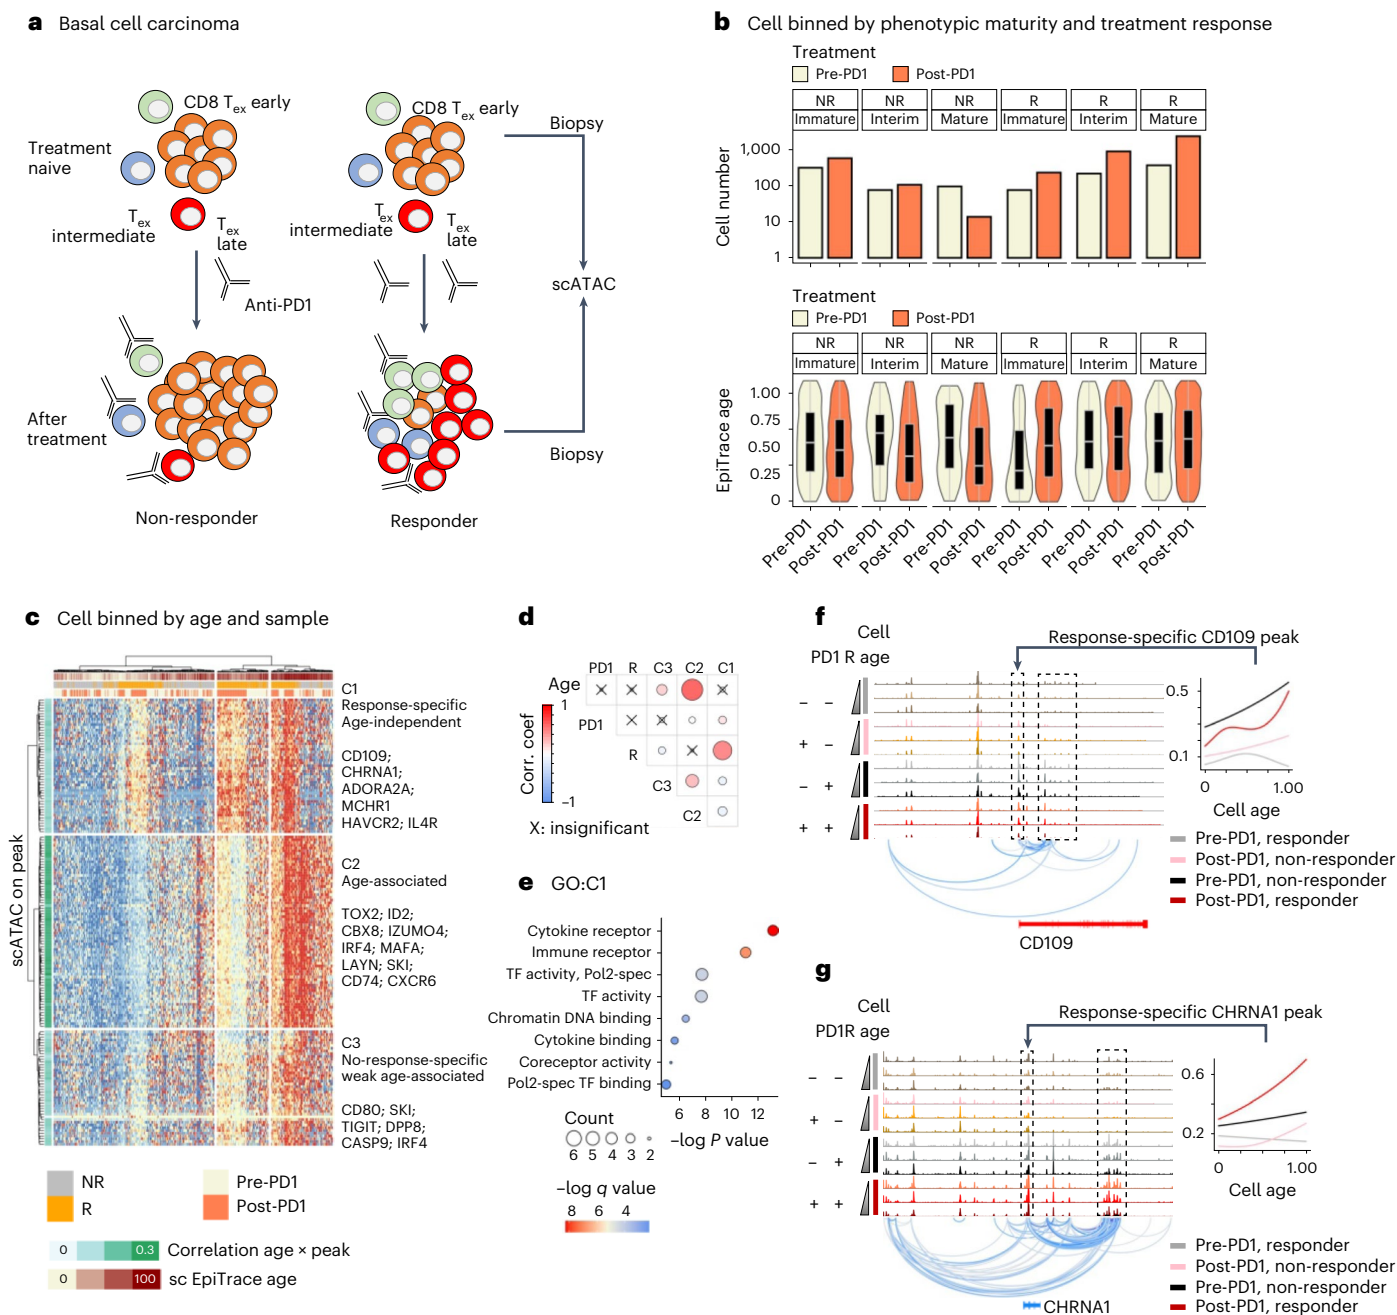 a Basal cell carcinoma
CD8 Tex early
CD8 Tex early
Biopsy
Treatment
naive
Tex
intermediate
Tex
late
Tex
intermediate
Tex
late
scATAC
Anti-PD1
After
treatment
Biopsy
Non-responder
Responder
b Cell binned by phenotypic maturity and treatment response
Treatment
Pre-PD1 Post-PD1
NR NR NR R R R
Immature Interim Mature Immature Interim Mature
Cell number
1,000
100
10
1
Treatment
Pre-PD1 Post-PD1
NR NR NR R R R
Immature Interim Mature Immature Interim Mature
EpiTrace age
1.00
0.75
0.50
0.25
0
Pre-PD1 Post-PD1 Pre-PD1 Post-PD1 Pre-PD1 Post-PD1 Pre-PD1 Post-PD1 Pre-PD1 Post-PD1 Pre-PD1 Post-PD1
c Cell binned by age and sample
scATAC on peak
C1
Response-specific
Age-independent
CD109;
CHRNA1;
ADORA2A;
MCHR1
HAVCR2; IL4R
C2
Age-associated
TOX2; ID2;
CBX8; IZUMO4;
IRF4; MAFA;
LAYN; SKI;
CD74; CXCR6
C3
No-response-specific
weak age-associated
CD80; SKI;
TIGIT; DPP8;
CASP9; IRF4
NR Pre-PD1
R Post-PD1
0 0.3 Correlation age × peak
0 100 sc EpiTrace age
d
PD1 R C3 C2 C1
Age
PD1
R
C3
C2
Corr. coef
1
–1
X: insignificant
e GO:C1
Cytokine receptor
Immune receptor
TF activity, Pol2-spec
TF activity
Chromatin DNA binding
Cytokine binding
Coreceptor activity
Pol2-spec TF binding
6 8 10 12
–log P value
Count
6 5 4 3 2
–log q value
8 6 4
f
Cell
PD1 R age
Response-specific CD109 peak
– –
+ –
– +
+ +
0.5
0.1
0 1.00
Cell age
Pre-PD1, responder
Post-PD1, non-responder
Pre-PD1, non-responder
Post-PD1, responder
CD109
g
Cell
PD1R age
Response-specific CHRNA1 peak
– –
+ –
– +
+ +
0.6
0.2
0 1.00
Cell age
Pre-PD1, responder
Post-PD1, non-responder
Pre-PD1, non-responder
Post-PD1, responder
CHRNA1